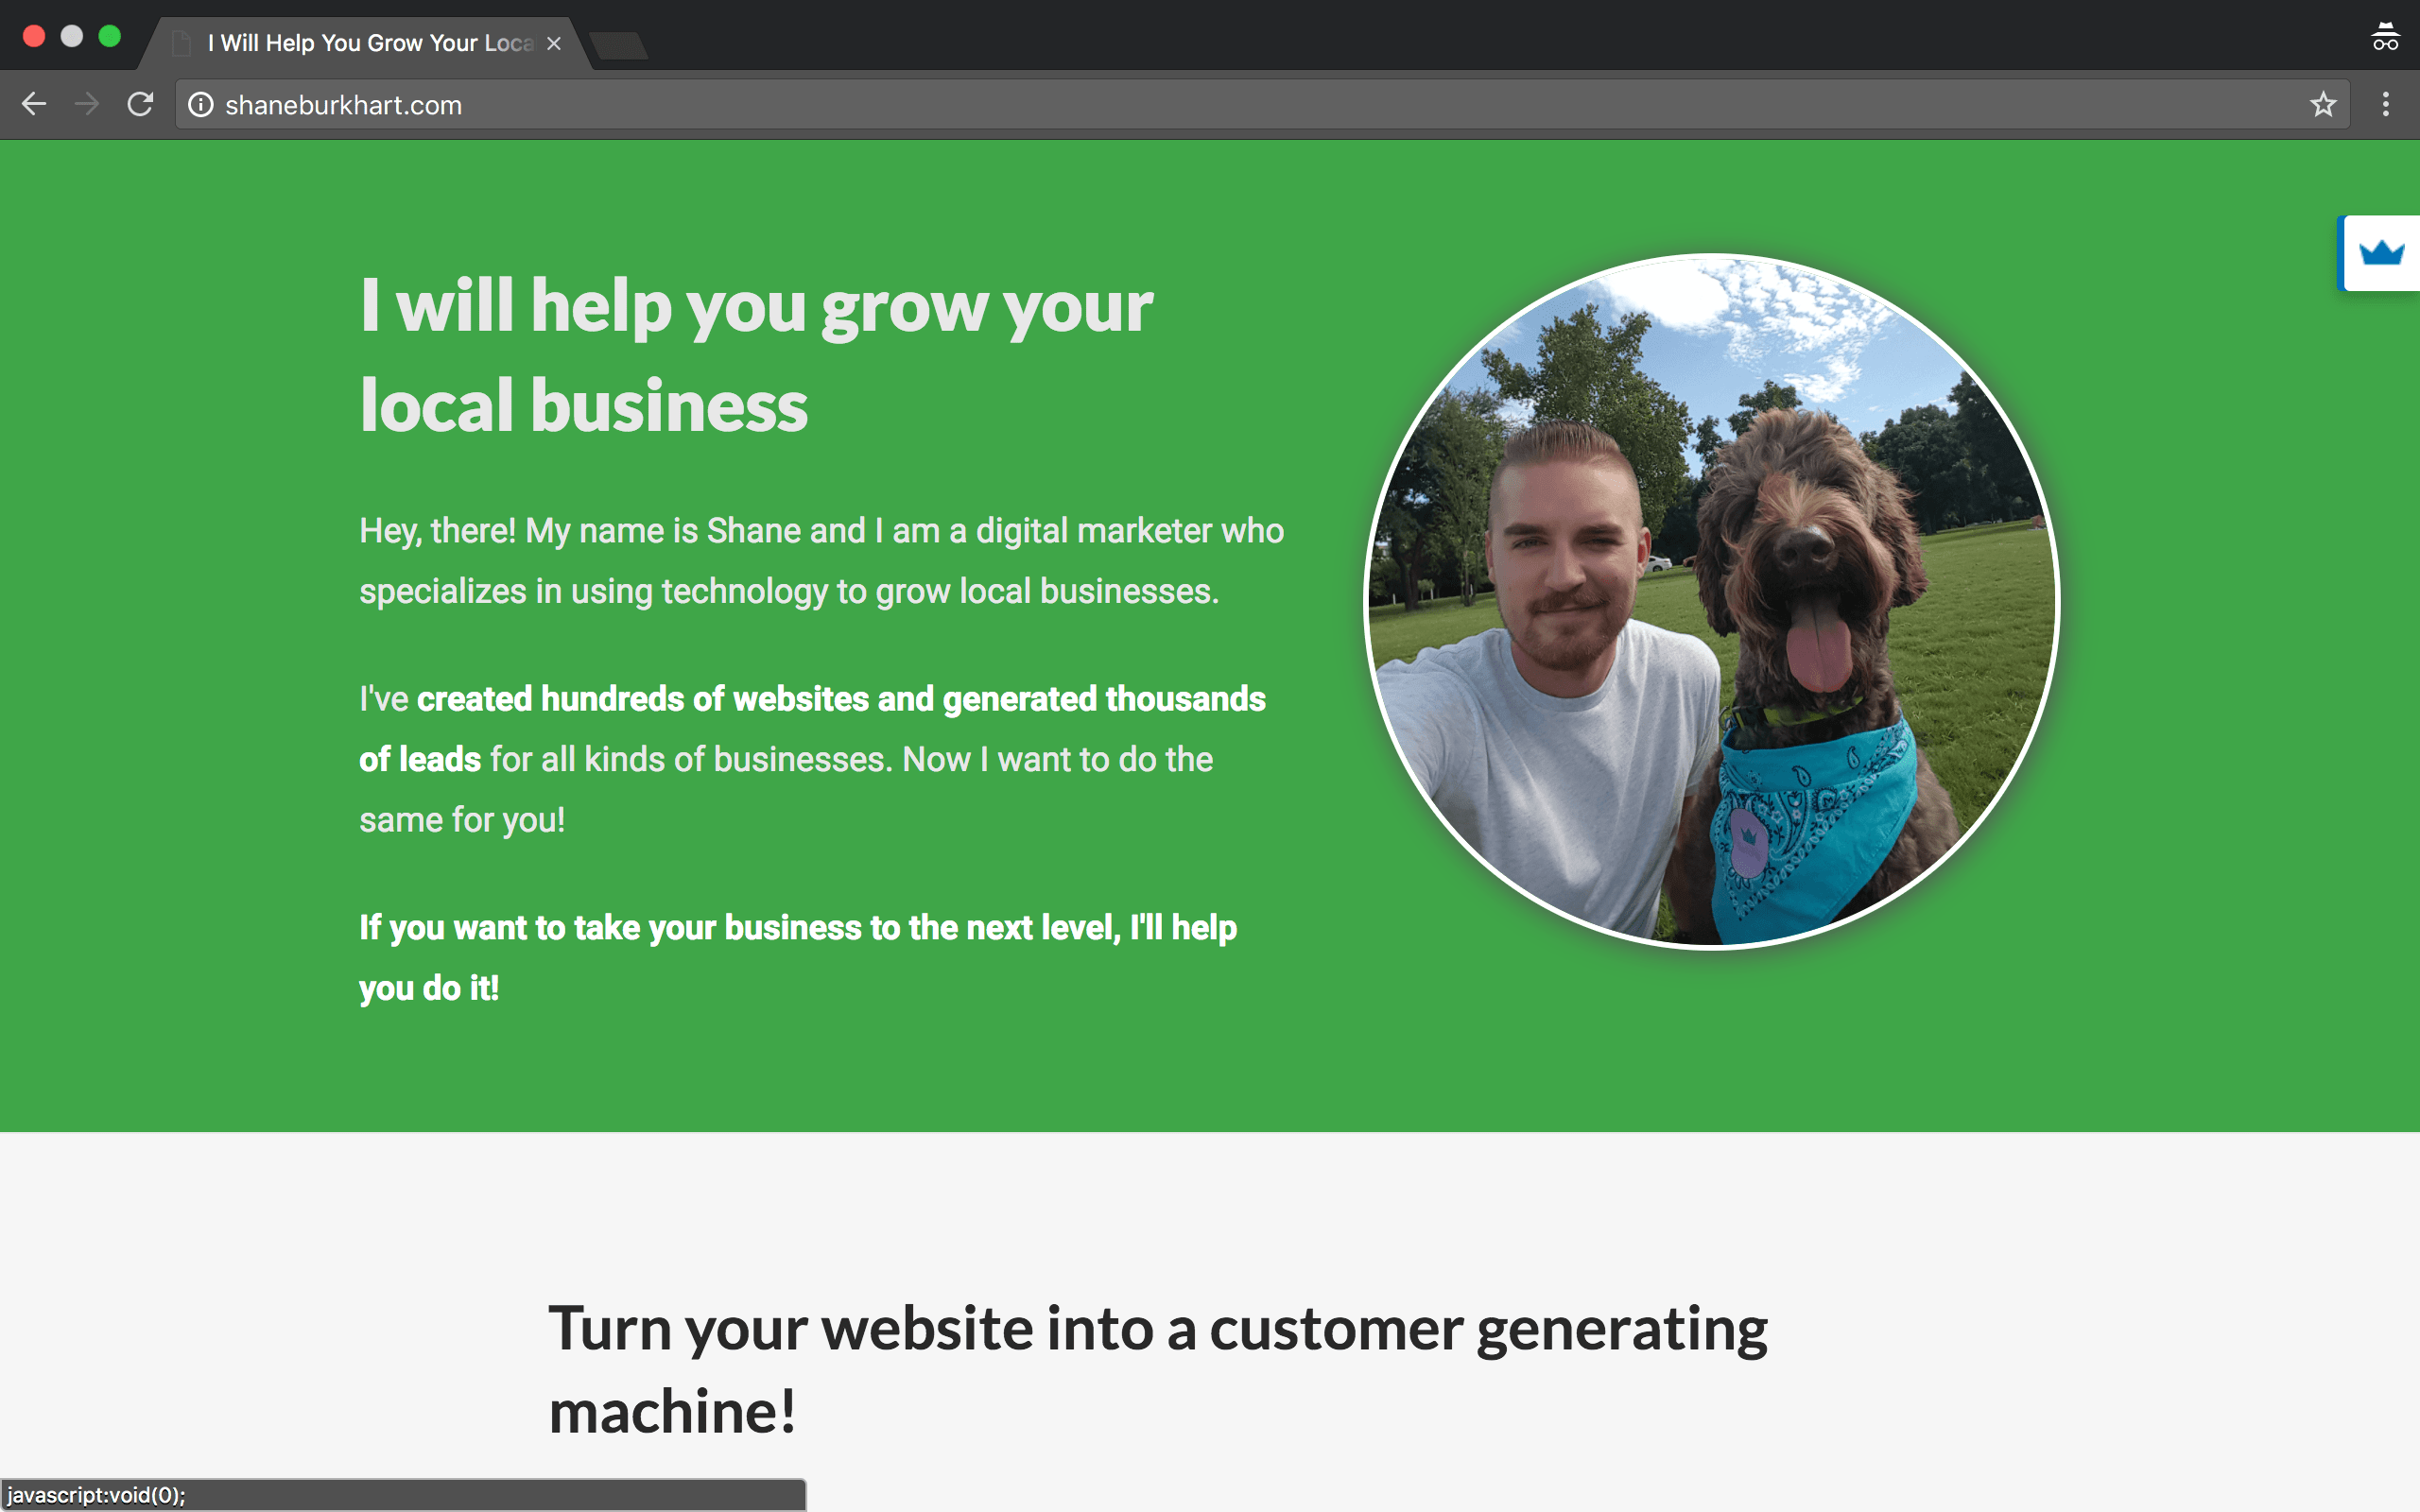 I Will Help You Grow Your Loca
shaneburkhart.com
I will help you grow your
local business
Hey, there! My name is Shane and I am a digital marketer who
specializes in using technology to grow local businesses.
I've created hundreds of websites and generated thousands
of leads for all kinds of businesses. Now I want to do the
same for you!
If you want to take your business to the next level, I'll help
you do it!
Turn your website into a customer generating
machine!
javascript:void(0);